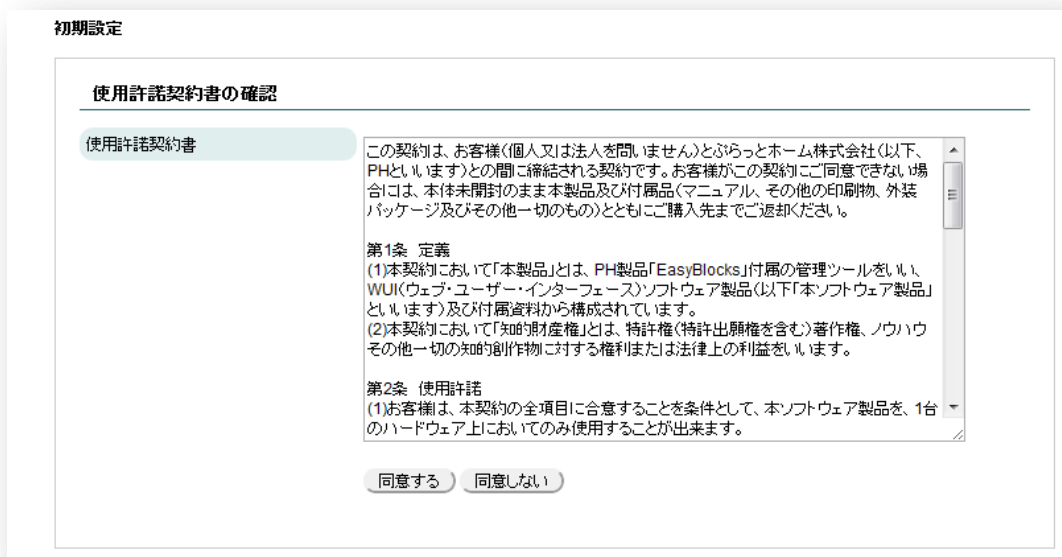 初期設定
使用許諾契約書の確認
使用許諾契約書
この契約は、お客様(個人又は法人を問いません)とぷらっとホーム株式会社(以下、
PHといいます)との間に締結される契約です。お客様がこの契約にご同意できない場
合には、本体未開封のまま本製品及び付属品(マニュアル、その他の印刷物、外装
パッケージ及びその他一切のもの)とともにご購入先までご返却ください。
第1条 定義
(1)本契約において「本製品」とは、PH製品「EasyBlocks」付属の管理ツールをいい、
WUI(ウェブ・ユーザー・インターフェース)ソフトウェア製品(以下「本ソフトウェア製品」
といいます)及び付属資料から構成されています。
(2)本契約において「知的財産権」とは、特許権(特許出願権を含む)著作権、ノウハウ
その他一切の知的創作物に対する権利または法律上の利益をいいます。
第2条 使用許諾
(1)お客様は、本契約の全項目に合意することを条件として、本ソフトウェア製品を、1台
のハードウェア上においてのみ使用することが出来ます。
同意する 同意しない